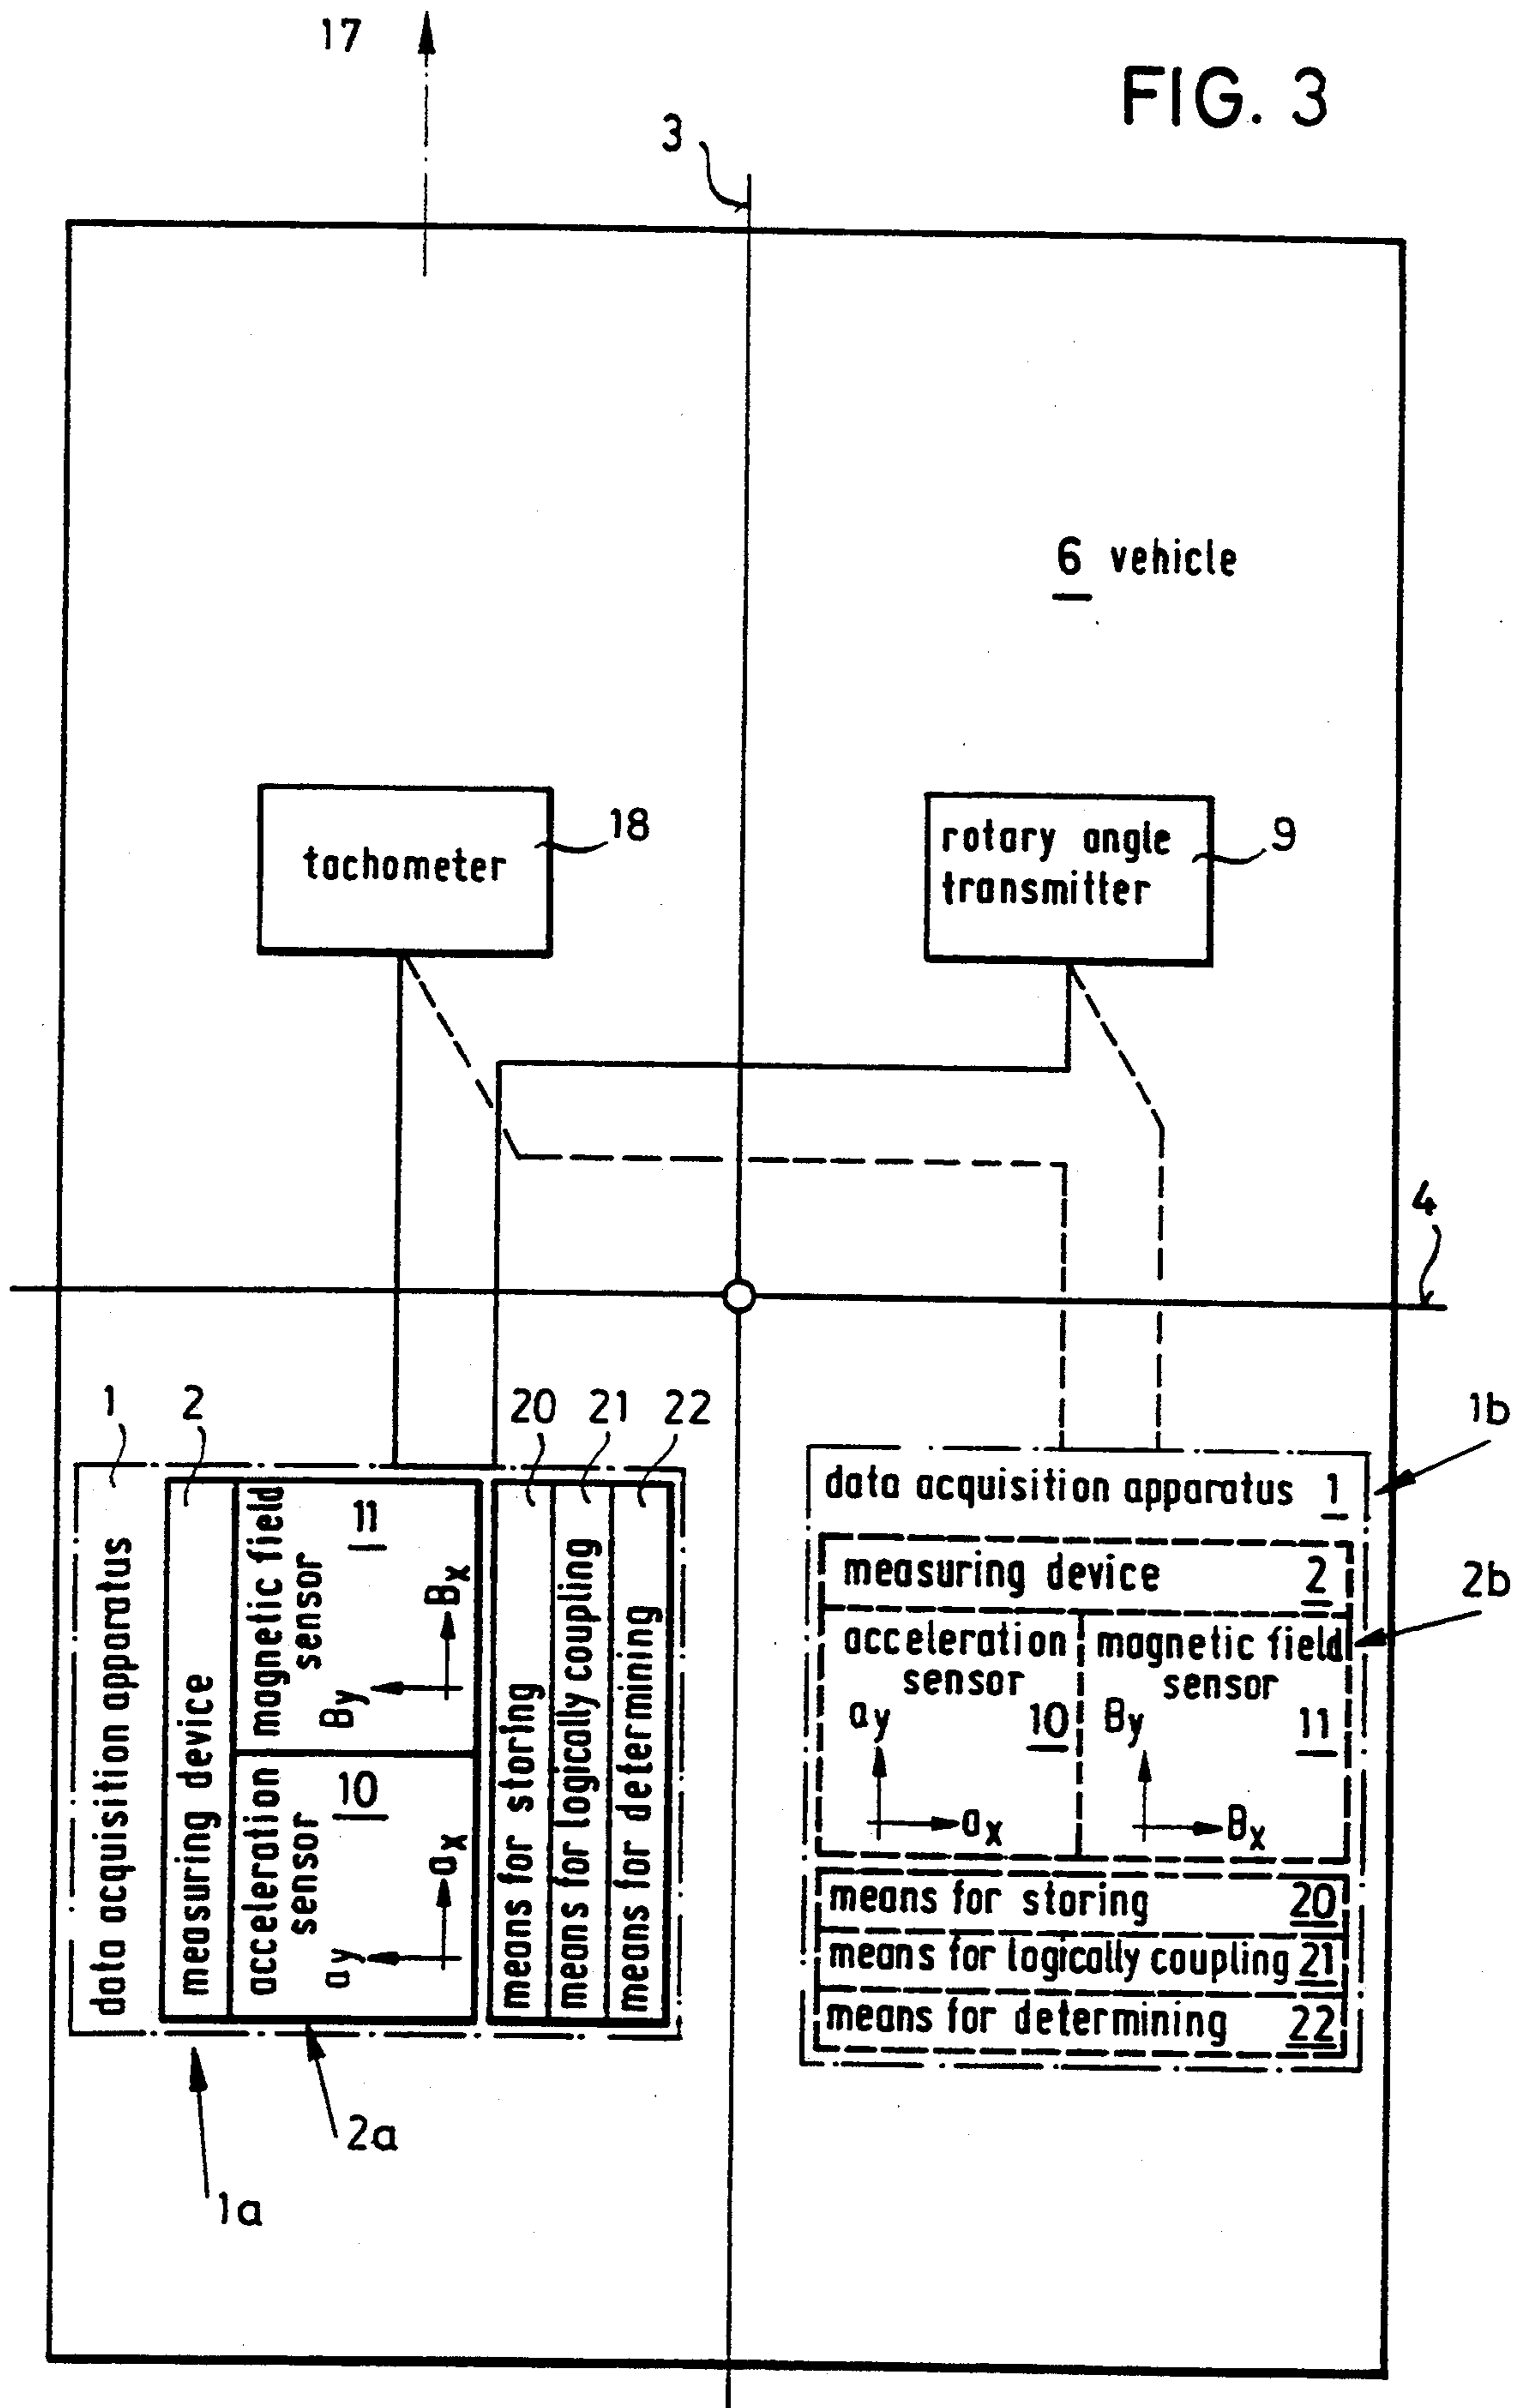 17
FIG. 3
3
6 vehicle
tachometer
18
rotary angle
transmitter
9
4
1
2
20
21
22
data acquisition apparatus
measuring device
magnetic field
sensor
11
By
Bx
acceleration
sensor
10
ay
ax
means for storing
means for logically coupling
means for determining
2a
1a
1b
data acquisition apparatus 1
measuring device 2
2b
acceleration
sensor
ay
10
ax
magnetic field
sensor
By
11
Bx
means for storing 20
means for logically coupling 21
means for determining 22